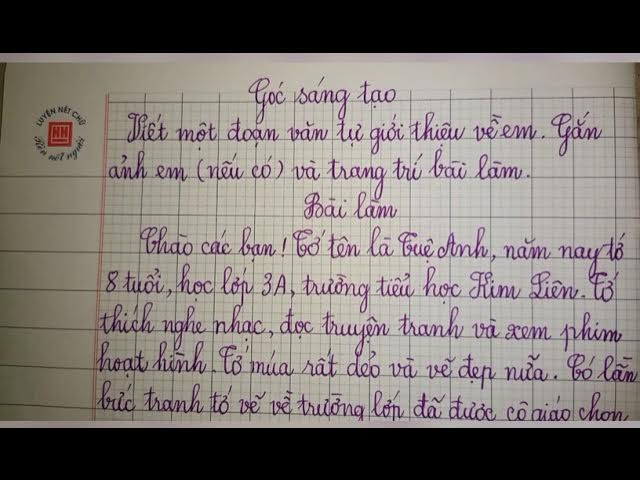 LUYỆN NÉT CHỮ
Rèn nết người
Góc sáng tạo
Viết một đoạn văn tự giới thiệu về em. Gắn
ảnh em (nếu có) và trang trí bài làm.
Bài làm
Chào các bạn! Tớ tên là Tuệ Anh, năm nay tớ
8 tuổi, học lớp 3A, trường tiểu học Kim Liên. Tớ
thích nghe nhạc, đọc truyện tranh và xem phim
hoạt hình. Tớ múa rất dẻo và vẽ đẹp nữa. Có lần
bức tranh tớ vẽ về trường lớp đã được cô giáo chọn